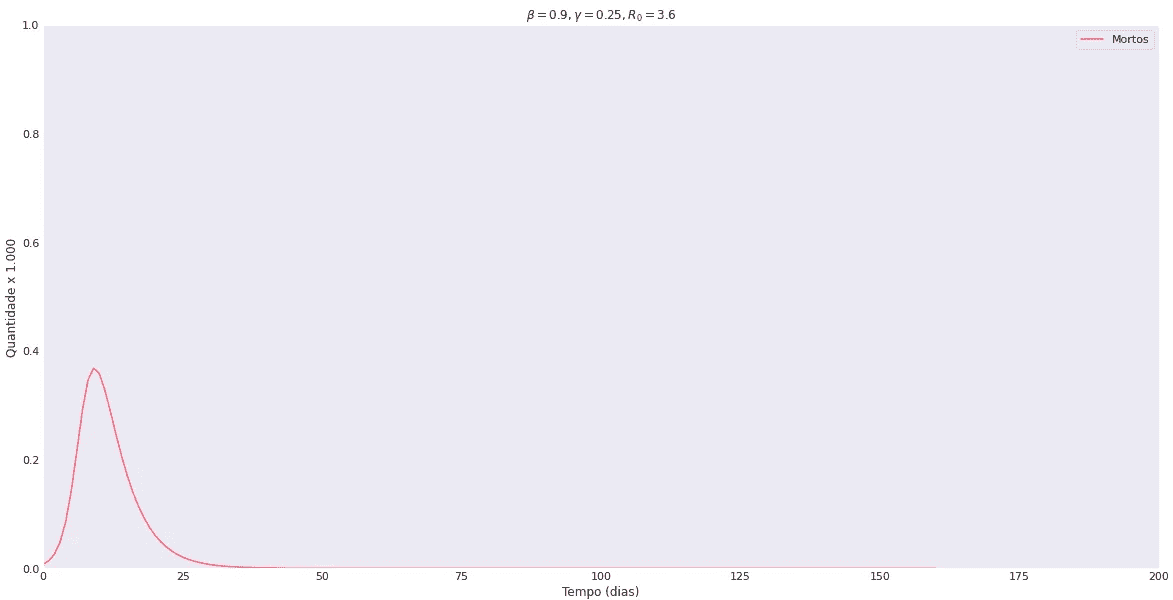 β = 0.9, γ = 0.25, R₀ = 3.6
Mortos
Quantidade x 1.000
1.0
0.8
0.6
0.4
0.2
0.0
0 25 50 75 100 125 150 175 200
Tempo (dias)